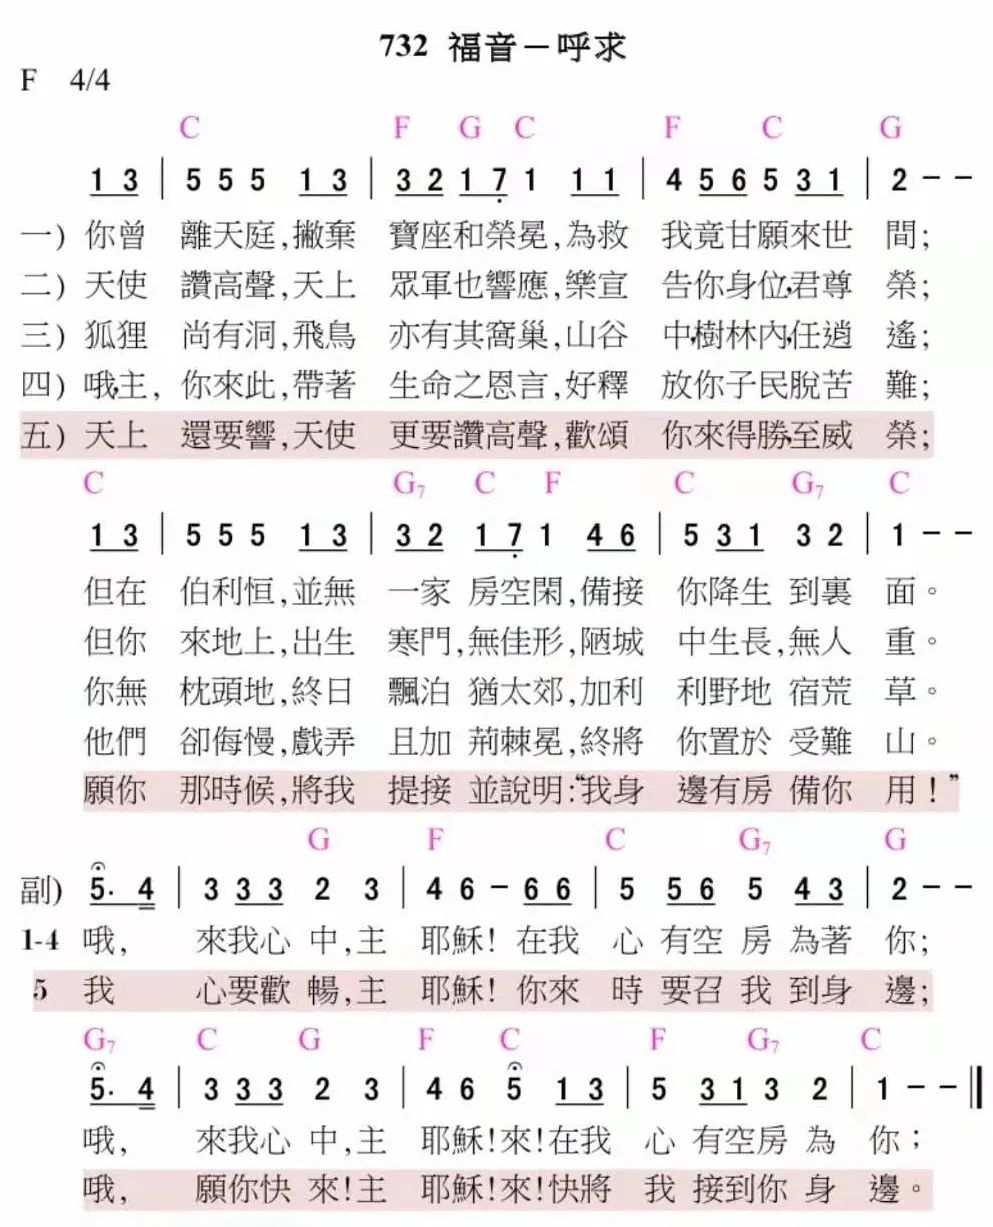 732 福音－呼求
F 4/4
C F G C F C G
1 3 | 5 5 5 1 3 | 3 2 1 7 1 1 1 | 4 5 6 5 3 1 | 2 － －
一) 你曾 離天庭,撇棄 寶座和榮冕,為救 我竟甘願來世 間;
二) 天使 讚高聲,天上 眾軍也響應,樂宣 告你身位,君尊 榮;
三) 狐狸 尚有洞,飛鳥 亦有其窩巢,山谷 中,樹林內,任逍 遙;
四) 哦,主, 你來此,帶著 生命之恩言,好釋 放你子民脫苦 難;
五) 天上 還要響,天使 更要讚高聲,歡頌 你來得勝,至威 榮;
C G7 C F C G7 C
1 3 | 5 5 5 1 3 | 3 2 1 7 1 4 6 | 5 3 1 3 2 | 1 － －
但在 伯利恒,並無 一家 房空閑,備接 你降生 到裏 面。
但你 來地上,出生 寒門,無佳形,陋城 中生長,無人 重。
你無 枕頭地,終日 飄泊 猶太郊,加利 利野地 宿荒 草。
他們 卻侮慢,戲弄 且加 荊棘冕,終將 你置於 受難 山。
願你 那時候,將我 提接 並說明:“我身 邊有房 備你 用！”
G F C G7 G
副) 5· 4 | 3 3 3 2 3 | 4 6 － 6 6 | 5 5 6 5 4 3 | 2 － －
1-4 哦, 來我心 中,主 耶穌! 在我 心 有空 房 為著 你;
5 我 心要歡 暢,主 耶穌! 你來 時 要召 我 到身 邊;
G7 C G F C F G7 C
5· 4 | 3 3 3 2 3 | 4 6 5 1 3 | 5 3 1 3 2 | 1 － － ‖
哦, 來我心 中,主 耶穌!來!在我 心 有空房 為 你；
哦, 願你快 來!主 耶穌!來!快將 我 接到你 身 邊。